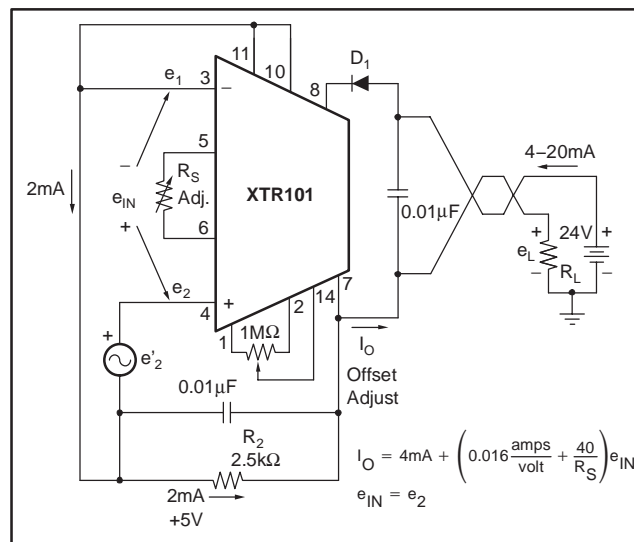 11
10
D1
e1
3
−
8
5
4−20mA
−
RS
Adj.
XTR101
2mA
eIN
0.01μF
+
24V
+
+
6
eL
−
RL
−
e2
+
14
7
4
2
1
1MΩ
+
e'2
IO
Offset
Adjust
0.01μF
R2
2.5kΩ
2mA
+5V
IO = 4mA + (0.016 amps/volt + 40/RS) eIN
eIN = e2